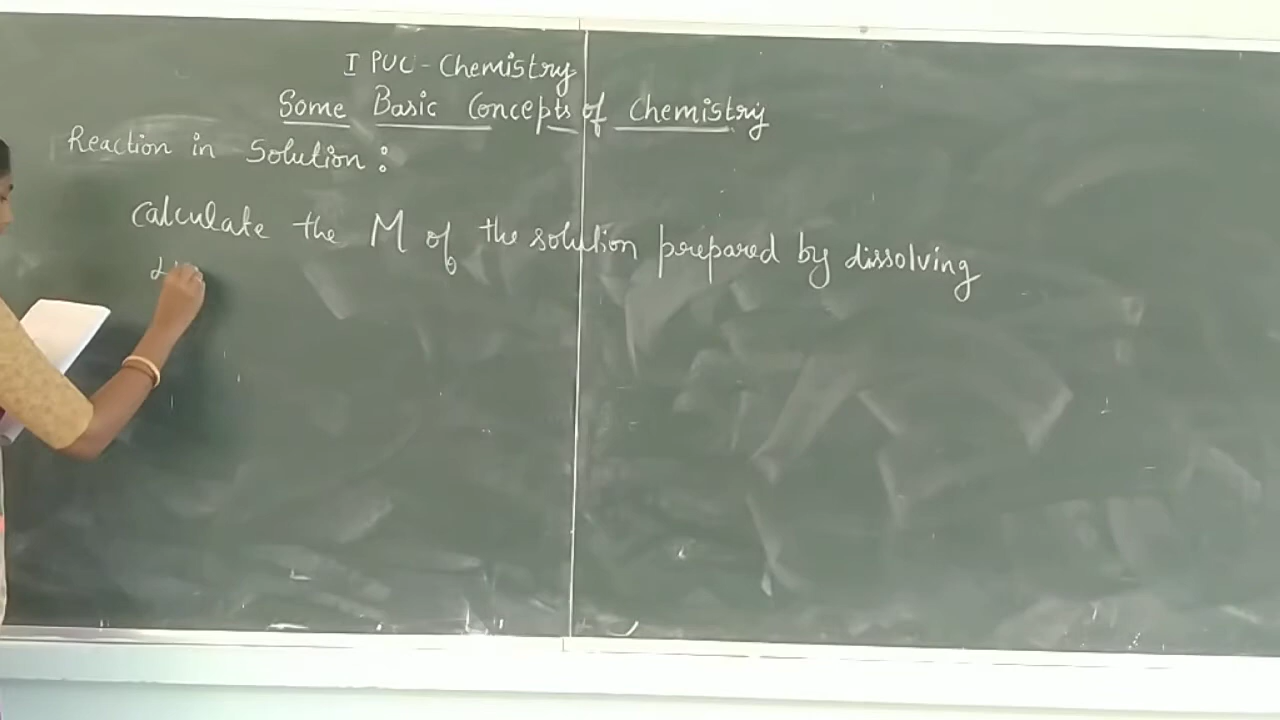 I PUC - Chemistry
Some Basic Concepts of Chemistry
Reaction in Solution :
Calculate the M of the solution prepared by dissolving